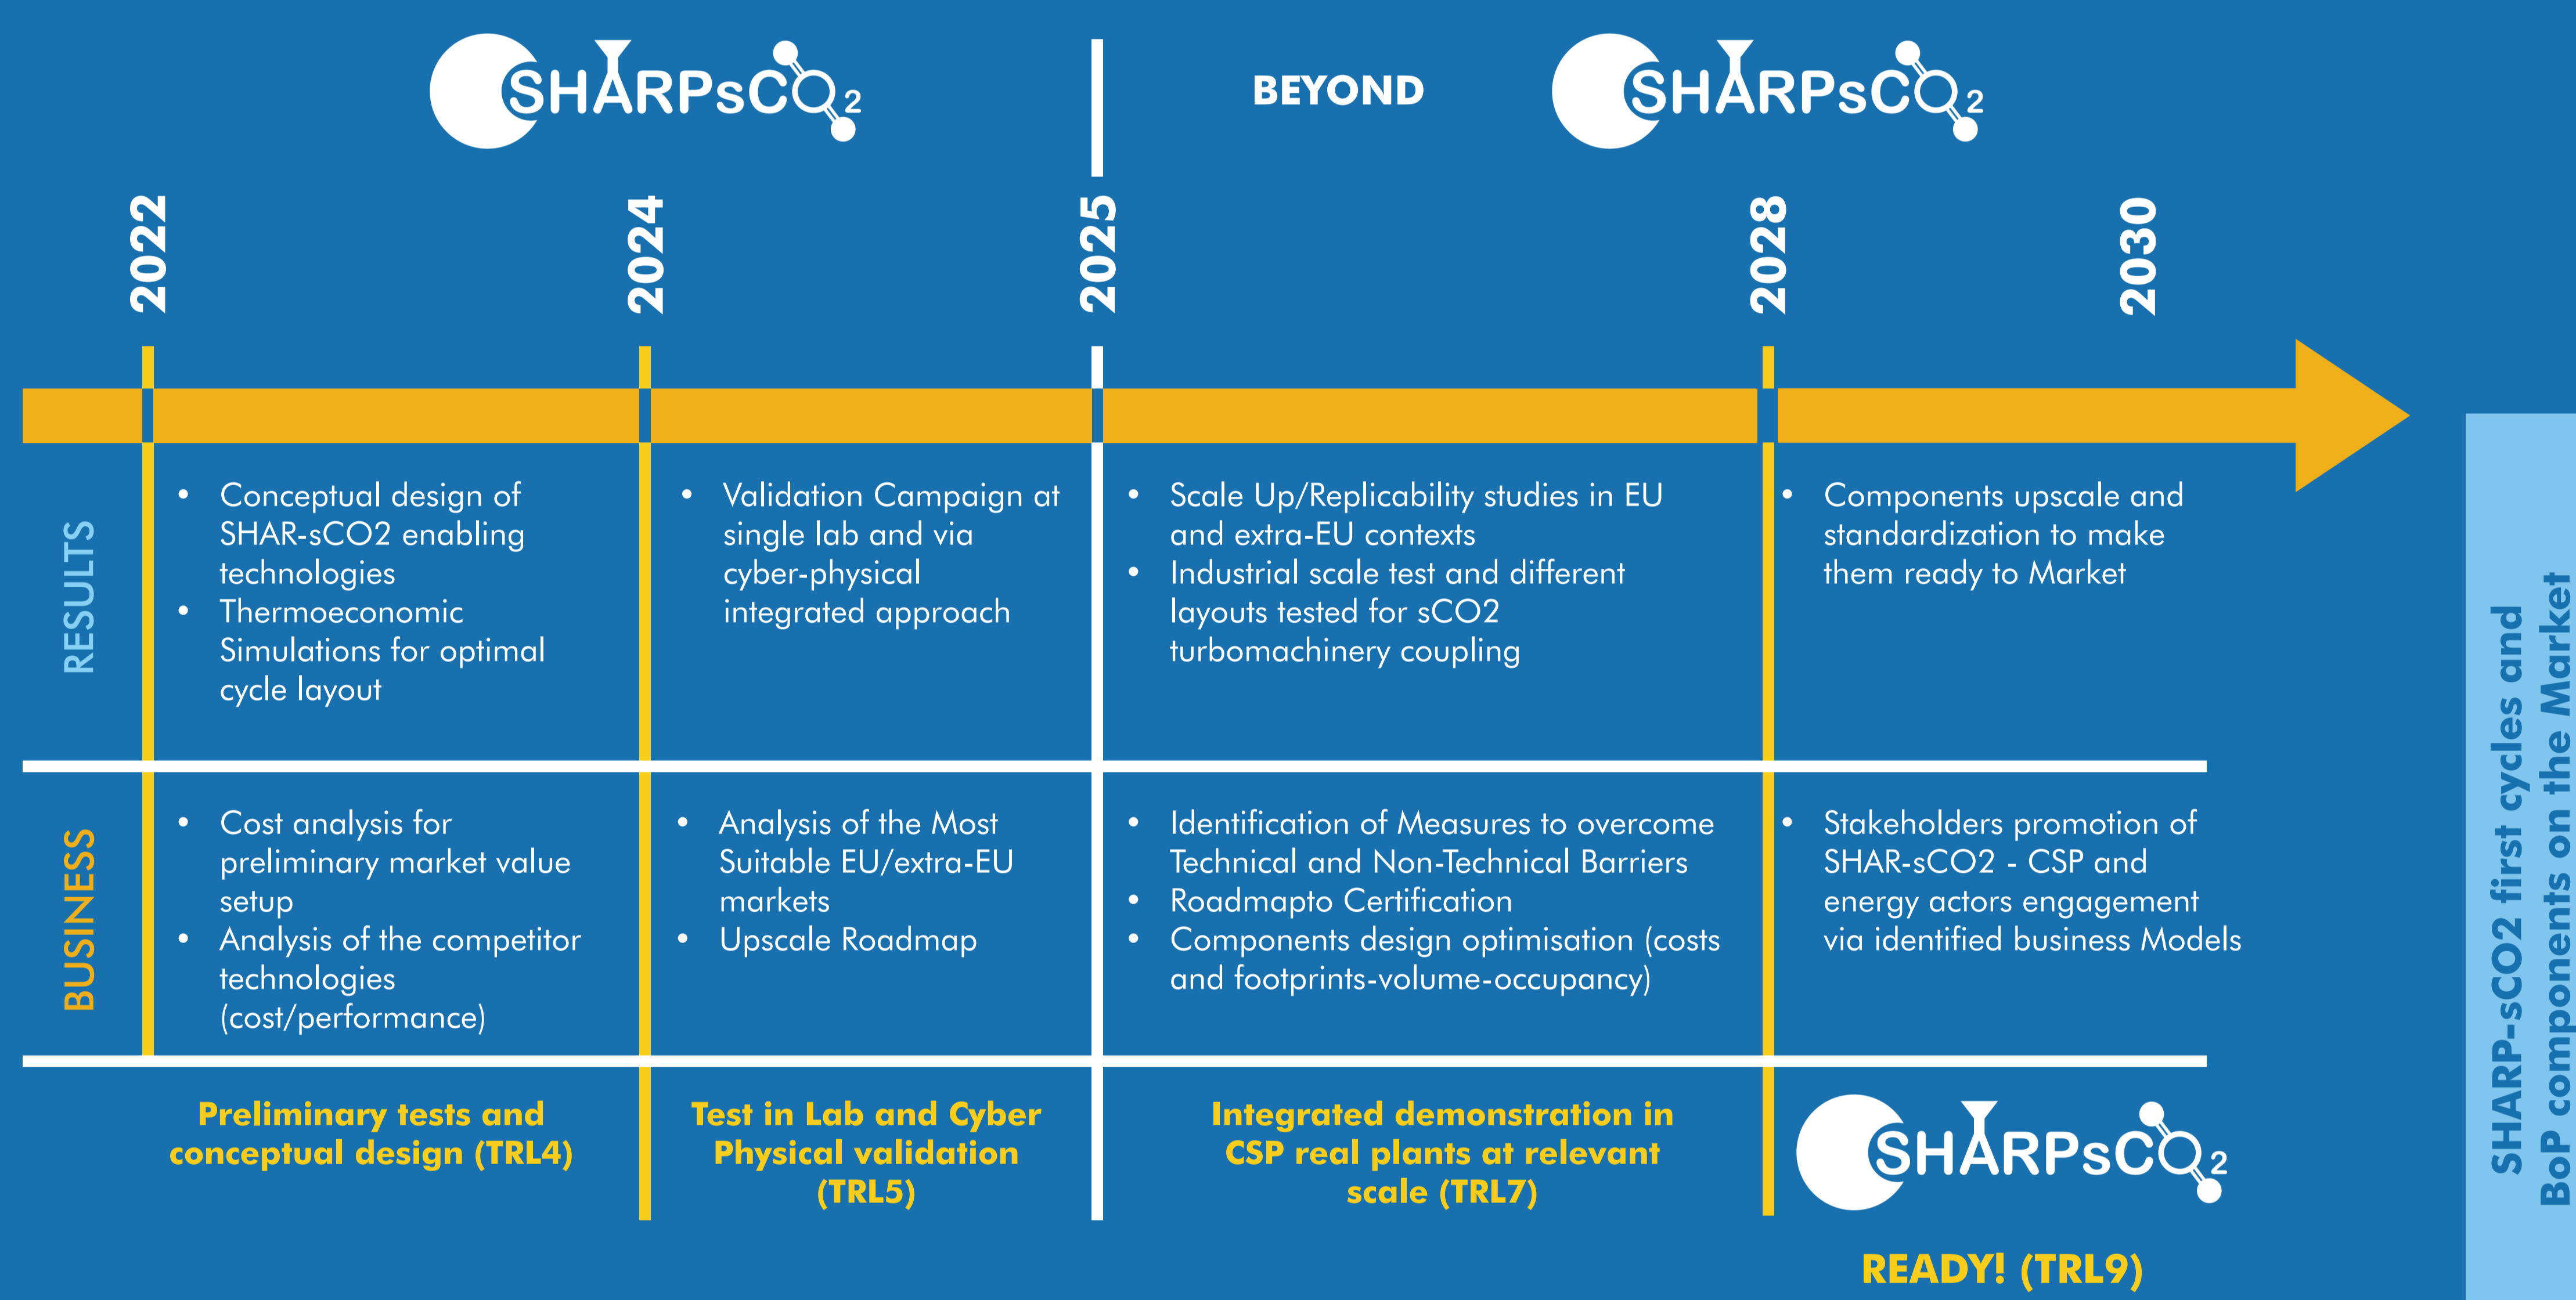 SHARPsCO2
BEYOND
SHARPsCO2
2022
2024
2025
2028
2030
RESULTS
• Conceptual design of
SHAR-sCO2 enabling
technologies
• Thermoeconomic
Simulations for optimal
cycle layout
• Validation Campaign at
single lab and via
cyber-physical
integrated approach
• Scale Up/Replicability studies in EU
and extra-EU contexts
• Industrial scale test and different
layouts tested for sCO2
turbomachinery coupling
• Components upscale and
standardization to make
them ready to Market
BUSINESS
• Cost analysis for
preliminary market value
setup
• Analysis of the competitor
technologies
(cost/performance)
• Analysis of the Most
Suitable EU/extra-EU
markets
• Upscale Roadmap
• Identification of Measures to overcome
Technical and Non-Technical Barriers
• Roadmapto Certification
• Components design optimisation (costs
and footprints-volume-occupancy)
• Stakeholders promotion of
SHAR-sCO2 - CSP and
energy actors engagement
via identified business Models
Preliminary tests and
conceptual design (TRL4)
Test in Lab and Cyber
Physical validation
(TRL5)
Integrated demonstration in
CSP real plants at relevant
scale (TRL7)
SHARPsCO2
READY! (TRL9)
SHARP-sCO2 first cycles and
BoP components on the Market